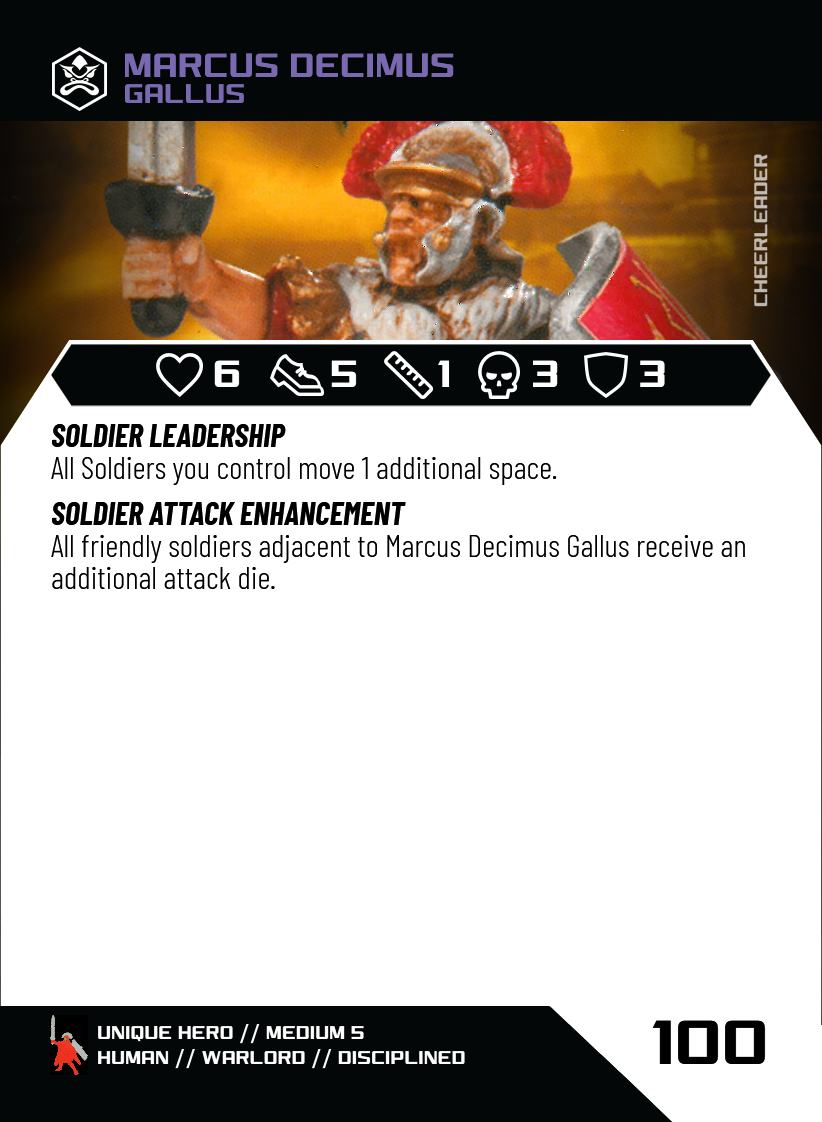 MARCUS DECIMUS
GALLUS
CHEERLEADER
6 5 1 3 3
SOLDIER LEADERSHIP
All Soldiers you control move 1 additional space.
SOLDIER ATTACK ENHANCEMENT
All friendly soldiers adjacent to Marcus Decimus Gallus receive an
additional attack die.
UNIQUE HERO // MEDIUM 5
HUMAN // WARLORD // DISCIPLINED
100